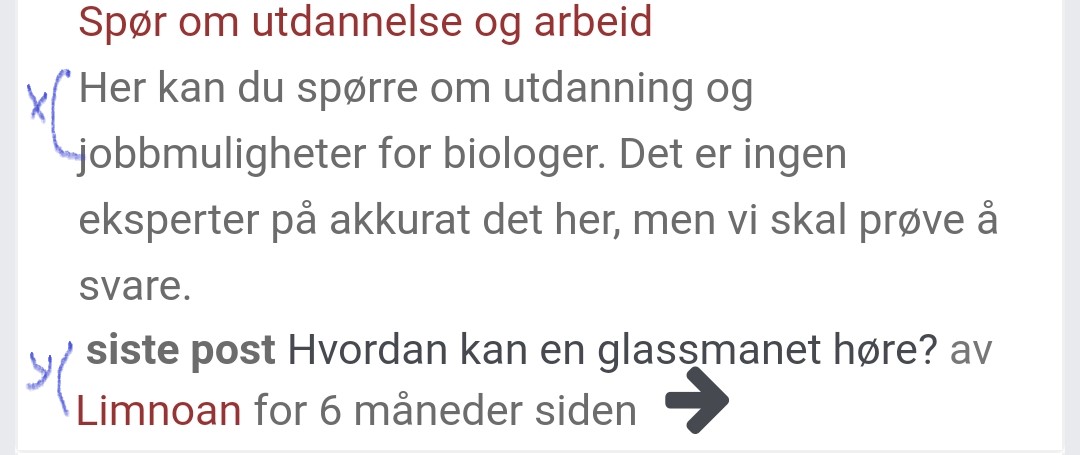 Spør om utdannelse og arbeid
x Her kan du spørre om utdanning og
jobbmuligheter for biologer. Det er ingen
eksperter på akkurat det her, men vi skal prøve å
svare.
y siste post Hvordan kan en glassmanet høre? av
Limnoan for 6 måneder siden